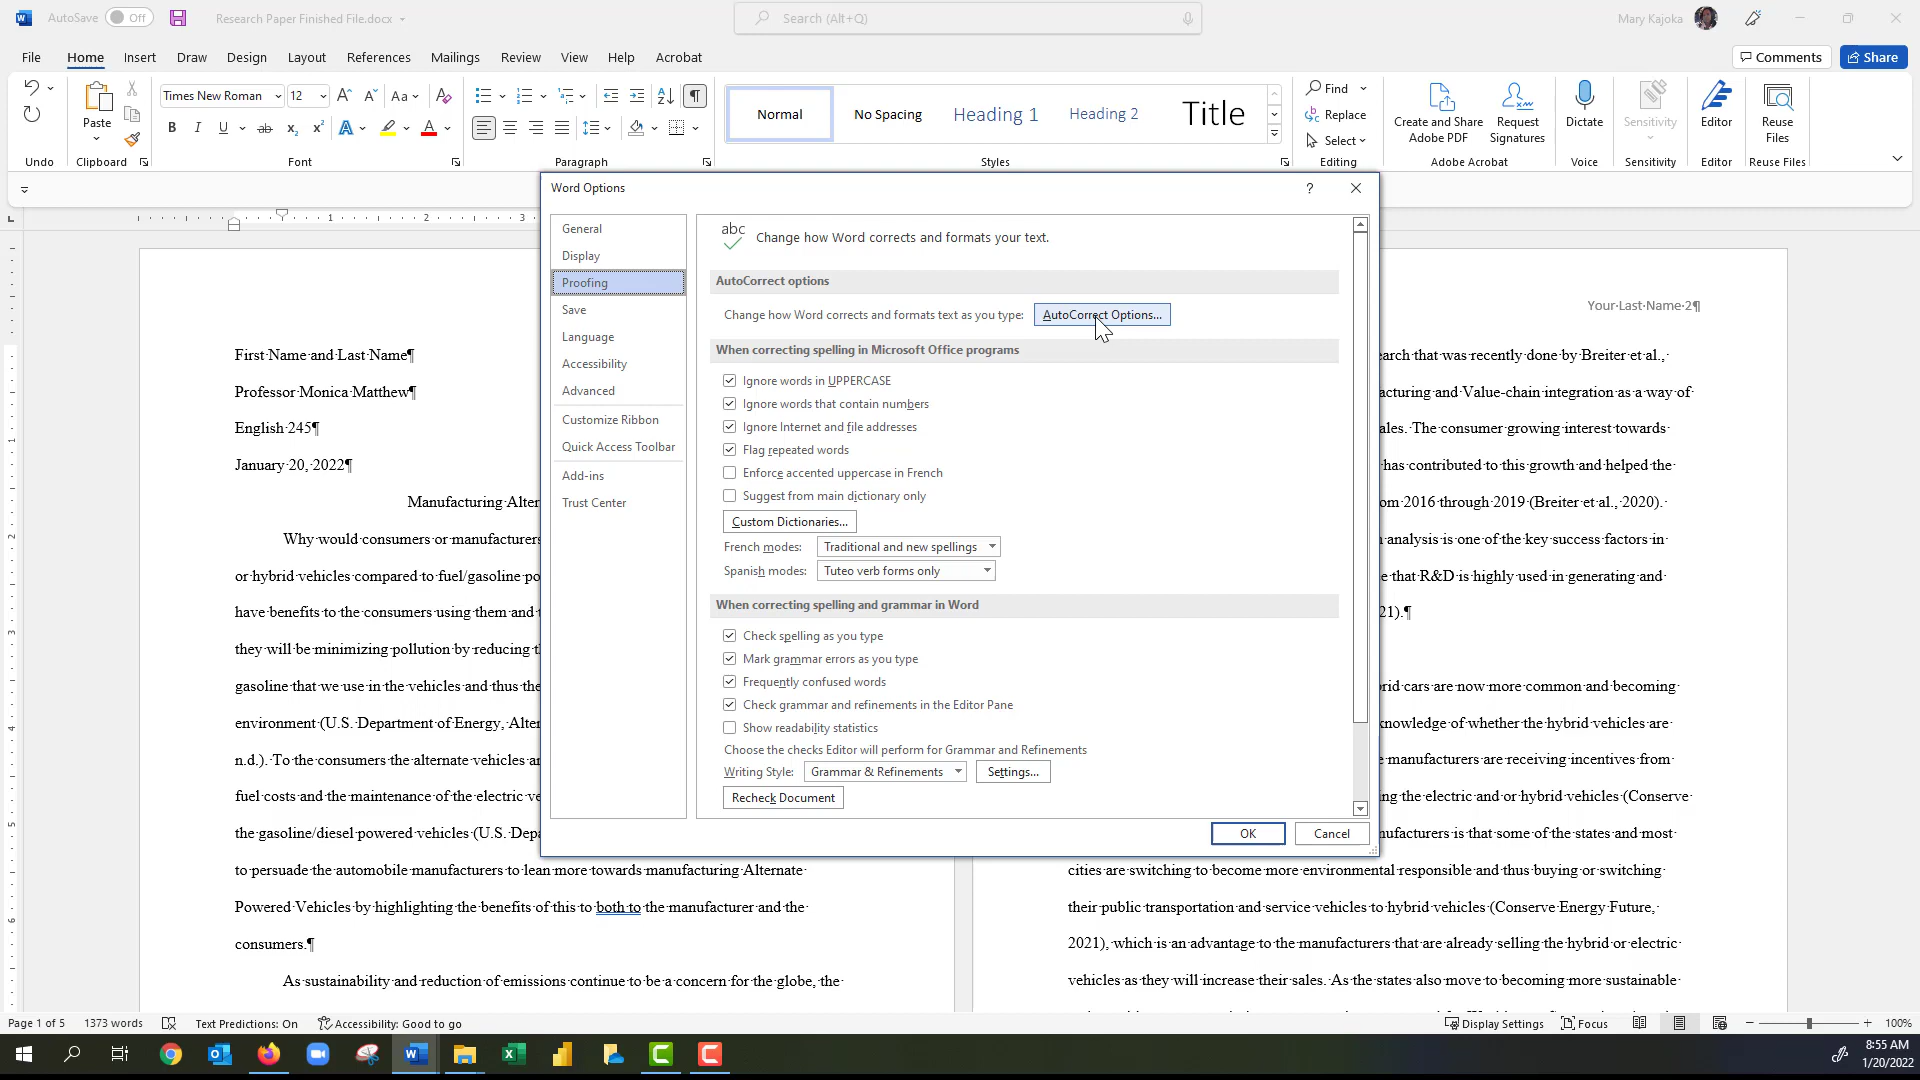 AutoSave Off Research Paper Finished File.docx Search (Alt+Q) Mary Kajoka
File Home Insert Draw Design Layout References Mailings Review View Help Acrobat Comments Share
Times New Roman 12 Aa
Paste
B I U ab x₂ x² A A
Undo Clipboard Font Paragraph
Normal No Spacing Heading 1 Heading 2 Title
Styles
Find
Replace
Select
Editing
Create and Share Adobe PDF
Request Signatures
Adobe Acrobat
Dictate
Voice
Sensitivity
Sensitivity
Editor
Editor
Reuse Files
Reuse Files
Word Options ?
General
Display
Proofing
Save
Language
Accessibility
Advanced
Customize Ribbon
Quick Access Toolbar
Add-ins
Trust Center
abc Change how Word corrects and formats your text.
AutoCorrect options
Change how Word corrects and formats text as you type: AutoCorrect Options...
When correcting spelling in Microsoft Office programs
Ignore words in UPPERCASE
Ignore words that contain numbers
Ignore Internet and file addresses
Flag repeated words
Enforce accented uppercase in French
Suggest from main dictionary only
Custom Dictionaries...
French modes: Traditional and new spellings
Spanish modes: Tuteo verb forms only
When correcting spelling and grammar in Word
Check spelling as you type
Mark grammar errors as you type
Frequently confused words
Check grammar and refinements in the Editor Pane
Show readability statistics
Choose the checks Editor will perform for Grammar and Refinements
Writing Style: Grammar & Refinements Settings...
Recheck Document
OK Cancel
First·Name·and·Last·Name¶
Professor·Monica·Matthew¶
English·245¶
January·20,·2022¶
Manufacturing·Alter
Why·would·consumers·or·manufacturers
or·hybrid·vehicles·compared·to·fuel/gasoline·po
have·benefits·to·the·consumers·using·them·and·t
they·will·be·minimizing·pollution·by·reducing·th
gasoline·that·we·use·in·the·vehicles·and·thus·the
environment·(U.S.·Department·of·Energy,·Alter
n.d.).·To·the·consumers·the·alternate·vehicles·ar
fuel·costs·and·the·maintenance·of·the·electric·ve
the·gasoline/diesel·powered·vehicles·(U.S.·Depa
to·persuade·the·automobile·manufacturers·to·lean·more·towards·manufacturing·Alternate·
Powered·Vehicles·by·highlighting·the·benefits·of·this·to·both·to·the·manufacturer·and·the·
consumers.¶
As·sustainability·and·reduction·of·emissions·continue·to·be·a·concern·for·the·globe,·the·
Your·Last·Name·2¶
earch·that·was·recently·done·by·Breiter·et·al.,·
acturing·and·Value-chain·integration·as·a·way·of·
ales.·The·consumer·growing·interest·towards·
has·contributed·to·this·growth·and·helped·the·
om·2016·through·2019·(Breiter·et·al.,·2020).·
n·analysis·is·one·of·the·key·success·factors·in·
e·that·R&D·is·highly·used·in·generating·and·
21).¶
rid·cars·are·now·more·common·and·becoming·
knowledge·of·whether·the·hybrid·vehicles·are·
e·manufacturers·are·receiving·incentives·from·
ng·the·electric·and·or·hybrid·vehicles·(Conserve·
nufacturers·is·that·some·of·the·states·and·most·
cities·are·switching·to·become·more·environmental·responsible·and·thus·buying·or·switching·
their·public·transportation·and·service·vehicles·to·hybrid·vehicles·(Conserve·Energy·Future,·
2021),·which·is·an·advantage·to·the·manufacturers·that·are·already·selling·the·hybrid·or·electric·
vehicles·as·they·will·increase·their·sales.·As·the·states·also·move·to·becoming·more·sustainable·
Page 1 of 5 1373 words Text Predictions: On Accessibility: Good to go Display Settings Focus 100%
8:55 AM
1/20/2022